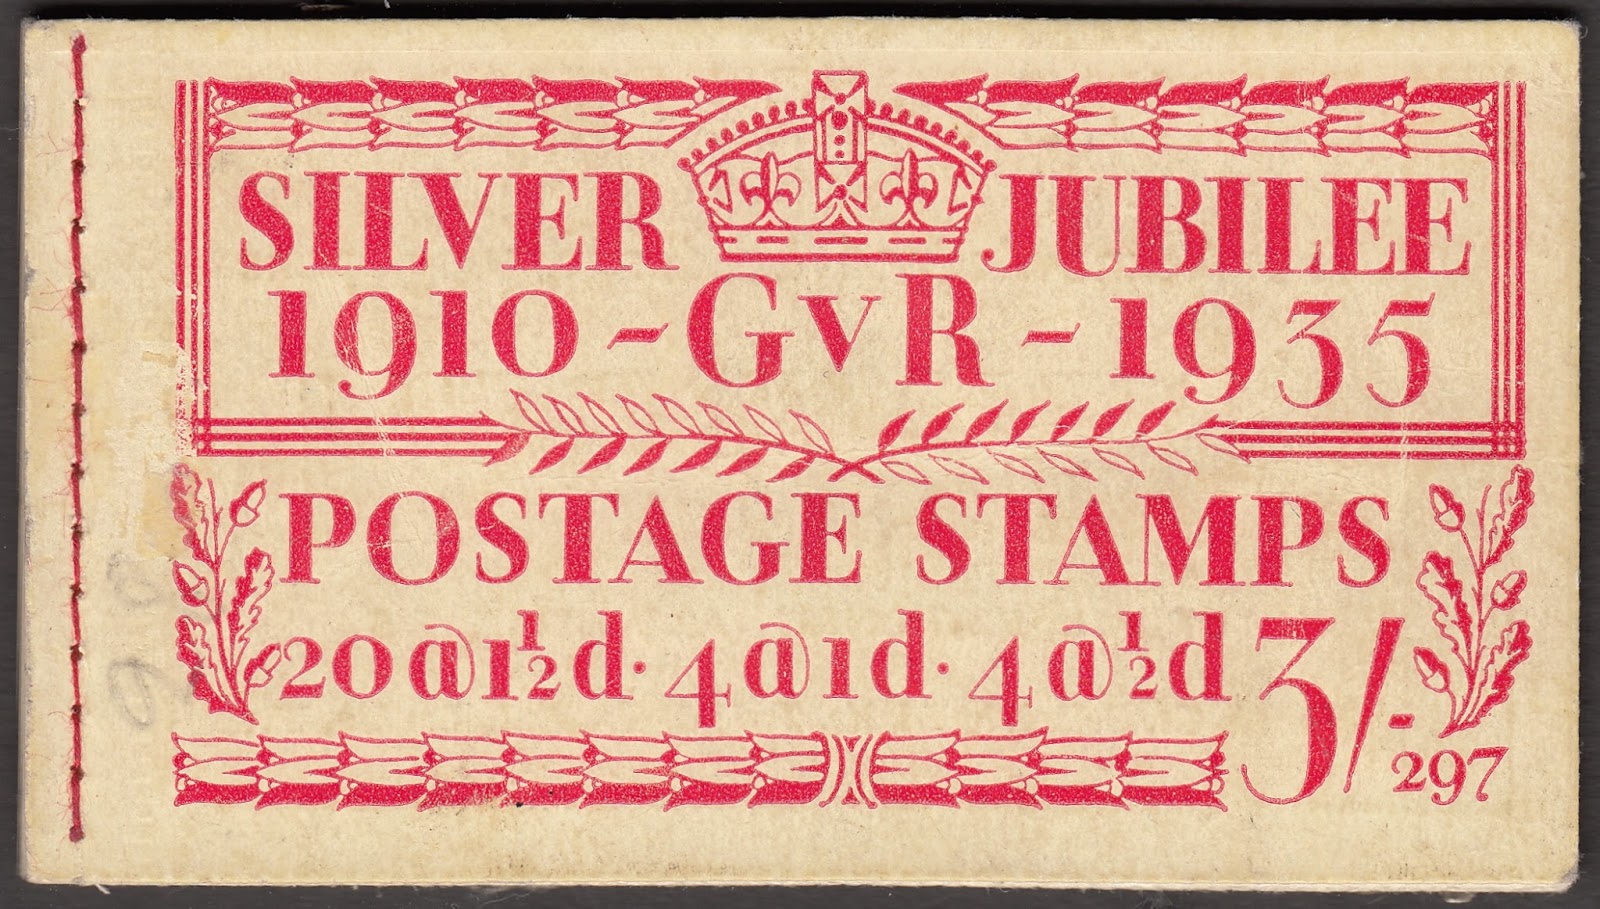 SILVER JUBILEE
1910 - GVR - 1935
POSTAGE STAMPS
20@1½d· 4@1d· 4@½d 3/-
297